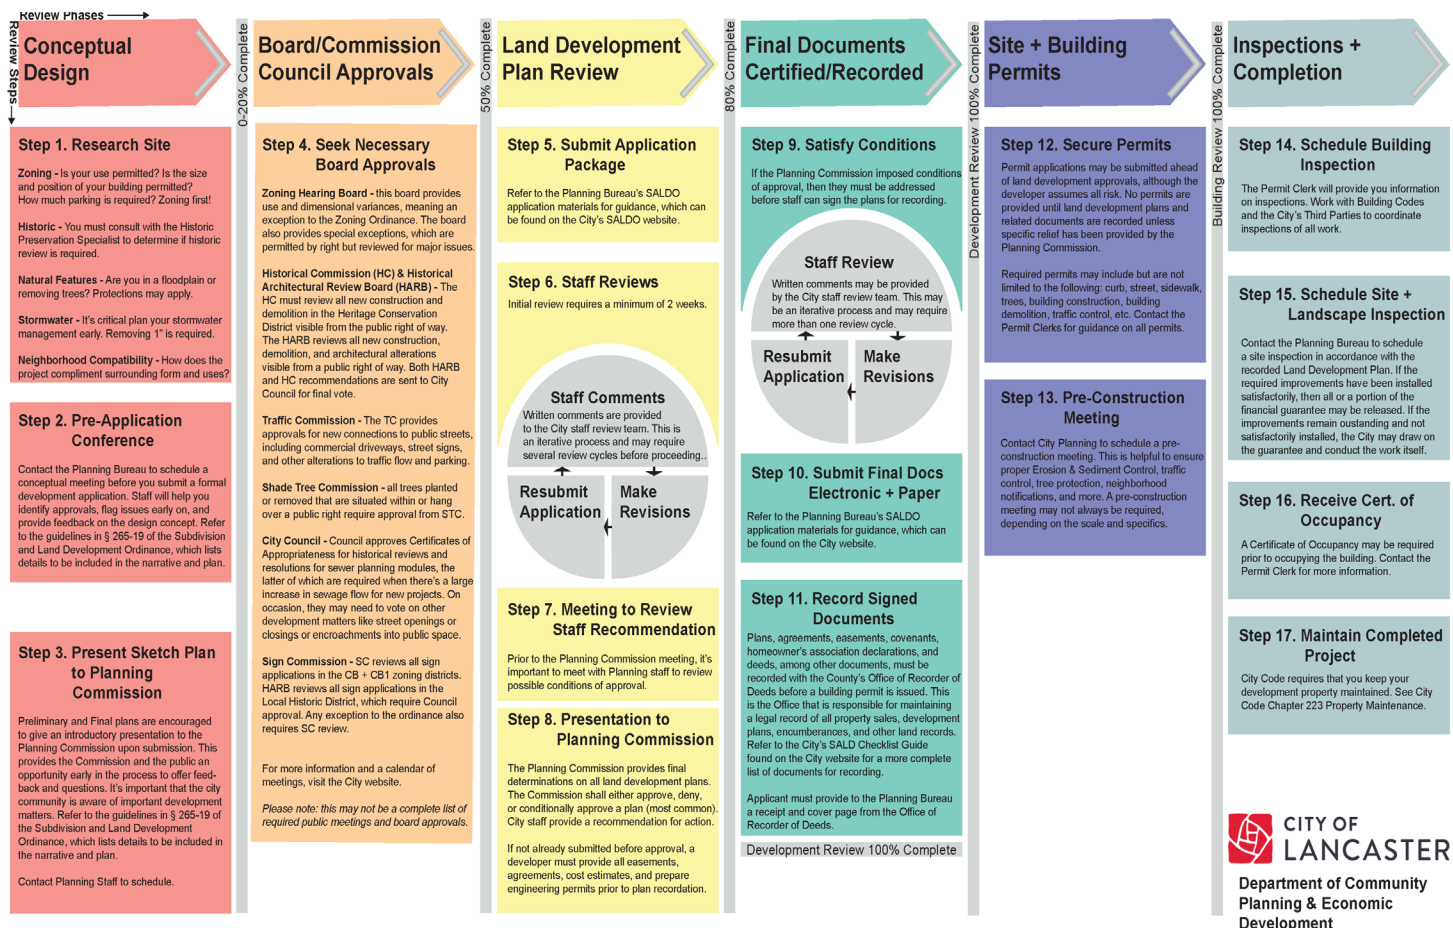 Review Phases
Review Steps
Conceptual
Design
Step 1. Research Site
Zoning - Is your use permitted? Is the size
and position of your building permitted?
How much parking is required? Zoning first!
Historic - You must consult with the Historic
Preservation Specialist to determine if historic
review is required.
Natural Features - Are you in a floodplain or
removing trees? Protections may apply.
Stormwater - It's critical plan your stormwater
management early. Removing 1" is required.
Neighborhood Compatibility - How does the
project compliment surrounding form and uses?
Step 2. Pre-Application
Conference
Contact the Planning Bureau to schedule a
conceptual meeting before you submit a formal
development application. Staff will help you
identify approvals, flag issues early on, and
provide feedback on the design concept. Refer
to the guidelines in § 265-19 of the Subdivision
and Land Development Ordinance, which lists
details to be included in the narrative and plan.
Step 3. Present Sketch Plan
to Planning
Commission
Preliminary and Final plans are encouraged
to give an introductory presentation to the
Planning Commission upon submission. This
provides the Commission and the public an
opportunity early in the process to offer feed-
back and questions. It's important that the city
community is aware of important development
matters. Refer to the guidelines in § 265-19 of
the Subdivision and Land Development
Ordinance, which lists details to be included in
the narrative and plan.
Contact Planning Staff to schedule.
0-20% Complete
Board/Commission
Council Approvals
Step 4. Seek Necessary
Board Approvals
Zoning Hearing Board - this board provides
use and dimensional variances, meaning an
exception to the Zoning Ordinance. The board
also provides special exceptions, which are
permitted by right but reviewed for major issues.
Historical Commission (HC) & Historical
Architectural Review Board (HARB) - The
HC must review all new construction and
demolition in the Heritage Conservation
District visible from the public right of way.
The HARB reviews all new construction,
demolition, and architectural alterations
visible from a public right of way. Both HARB
and HC recommendations are sent to City
Council for final vote.
Traffic Commission - The TC provides
approvals for new connections to public streets,
including commercial driveways, street signs,
and other alterations to traffic flow and parking.
Shade Tree Commission - all trees planted
or removed that are situated within or hang
over a public right require approval from STC.
City Council - Council approves Certificates of
Appropriateness for historical reviews and
resolutions for sewer planning modules, the
latter of which are required when there's a large
increase in sewage flow for new projects. On
occasion, they may need to vote on other
development matters like street openings or
closings or encroachments into public space.
Sign Commission - SC reviews all sign
applications in the CB + CB1 zoning districts.
HARB reviews all sign applications in the
Local Historic District, which require Council
approval. Any exception to the ordinance also
requires SC review.
For more information and a calendar of
meetings, visit the City website.
Please note: this may not be a complete list of
required public meetings and board approvals.
50% Complete
Land Development
Plan Review
Step 5. Submit Application
Package
Refer to the Planning Bureau's SALDO
application materials for guidance, which can
be found on the City's SALDO website.
Step 6. Staff Reviews
Initial review requires a minimum of 2 weeks.
Staff Comments
Written comments are provided
to the City staff review team. This is
an iterative process and may require
several review cycles before proceeding..
Resubmit
Application
Make
Revisions
Step 7. Meeting to Review
Staff Recommendation
Prior to the Planning Commission meeting, it's
important to meet with Planning staff to review
possible conditions of approval.
Step 8. Presentation to
Planning Commission
The Planning Commission provides final
determinations on all land development plans.
The Commission shall either approve, deny,
or conditionally approve a plan (most common).
City staff provide a recommendation for action.
If not already submitted before approval, a
developer must provide all easements,
agreements, cost estimates, and prepare
engineering permits prior to plan recordation.
80% Complete
Final Documents
Certified/Recorded
Step 9. Satisfy Conditions
If the Planning Commission imposed conditions
of approval, then they must be addressed
before staff can sign the plans for recording.
Staff Review
Written comments may be provided
by the City staff review team. This may
be an iterative process and may require
more than one review cycle.
Resubmit
Application
Make
Revisions
Step 10. Submit Final Docs
Electronic + Paper
Refer to the Planning Bureau's SALDO
application materials for guidance, which can
be found on the City website.
Step 11. Record Signed
Documents
Plans, agreements, easements, covenants,
homeowner's association declarations, and
deeds, among other documents, must be
recorded with the County's Office of Recorder of
Deeds before a building permit is issued. This
is the Office that is responsible for maintaining
a legal record of all property sales, development
plans, encumberances, and other land records.
Refer to the City's SALD Checklist Guide
found on the City website for a more complete
list of documents for recording.
Applicant must provide to the Planning Bureau
a receipt and cover page from the Office of
Recorder of Deeds.
Development Review 100% Complete
Development Review 100% Complete
Site + Building
Permits
Step 12. Secure Permits
Permit applications may be submitted ahead
of land development approvals, although the
developer assumes all risk. No permits are
provided until land development plans and
related documents are recorded unless
specific relief has been provided by the
Planning Commission.
Required permits may include but are not
limited to the following: curb, street, sidewalk,
trees, building construction, building
demolition, traffic control, etc. Contact the
Permit Clerks for guidance on all permits.
Step 13. Pre-Construction
Meeting
Contact City Planning to schedule a pre-
construction meeting. This is helpful to ensure
proper Erosion & Sediment Control, traffic
control, tree protection, neighborhood
notifications, and more. A pre-construction
meeting may not always be required,
depending on the scale and specifics.
Building Review 100% Complete
Inspections +
Completion
Step 14. Schedule Building
Inspection
The Permit Clerk will provide you information
on inspections. Work with Building Codes
and the City's Third Parties to coordinate
inspections of all work.
Step 15. Schedule Site +
Landscape Inspection
Contact the Planning Bureau to schedule
a site inspection in accordance with the
recorded Land Development Plan. If the
required improvements have been installed
satisfactorily, then all or a portion of the
financial guarantee may be released. If the
improvements remain oustanding and not
satisfactorily installed, the City may draw on
the guarantee and conduct the work itself.
Step 16. Receive Cert. of
Occupancy
A Certificate of Occupancy may be required
prior to occupying the building. Contact the
Permit Clerk for more information.
Step 17. Maintain Completed
Project
City Code requires that you keep your
development property maintained. See City
Code Chapter 223 Property Maintenance.
CITY OF
LANCASTER
Department of Community
Planning & Economic
Development